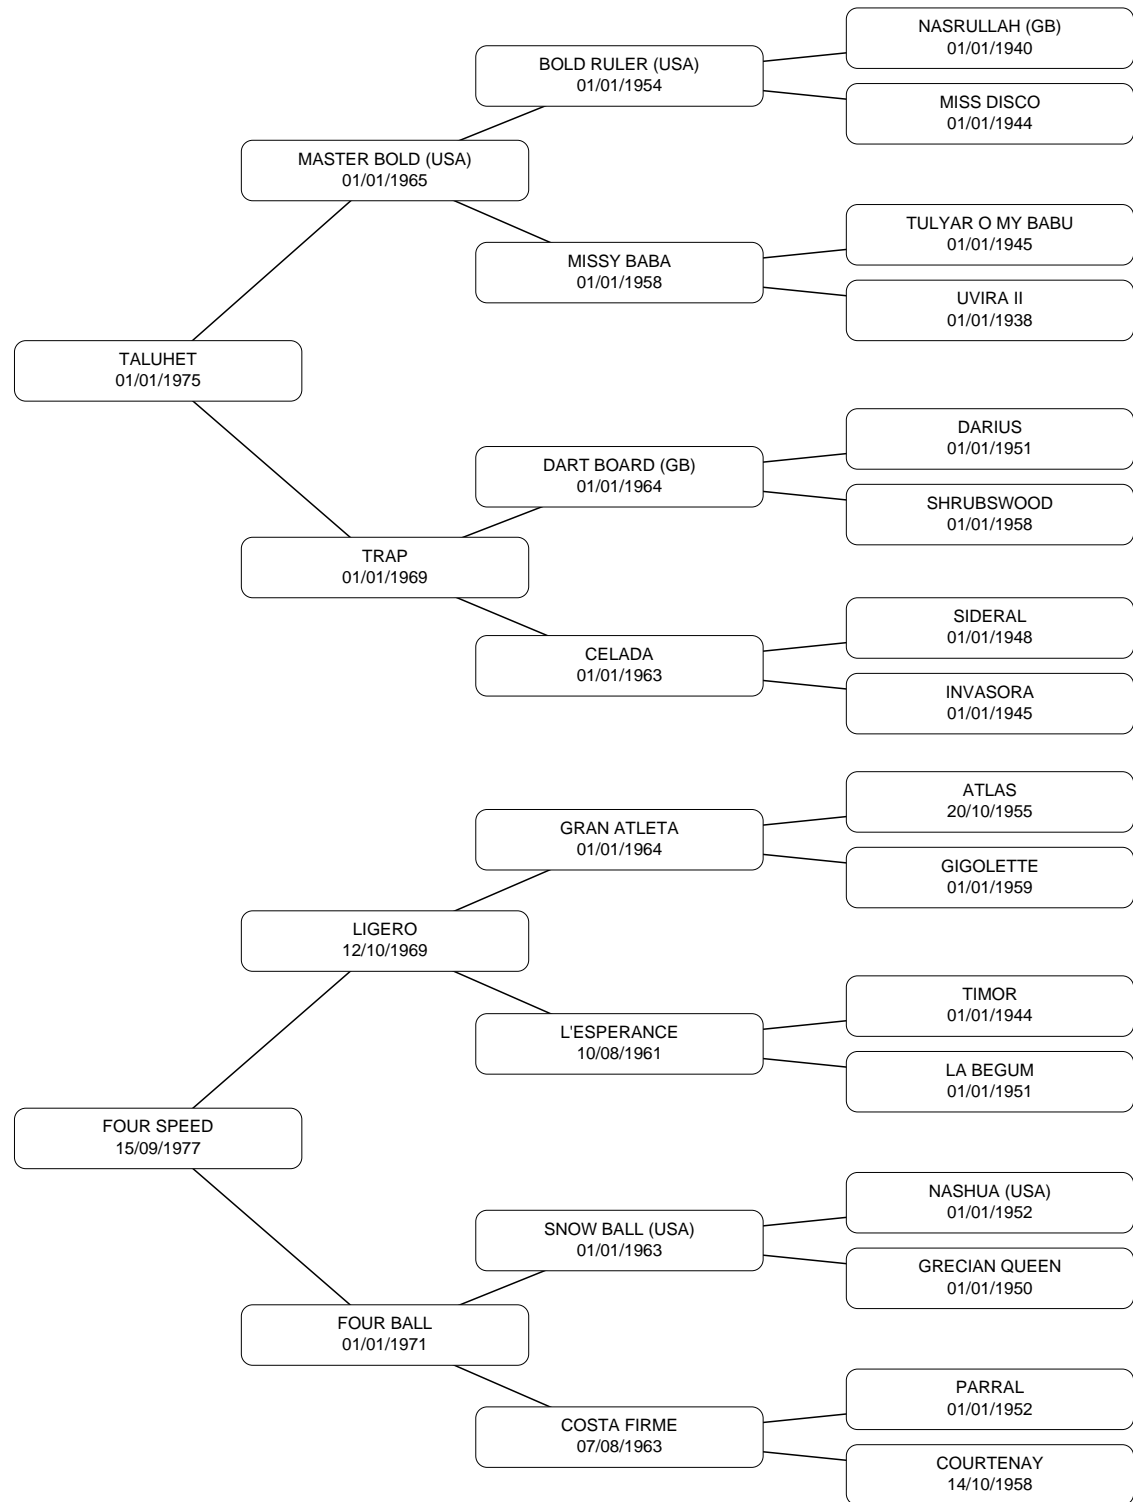 NASRULLAH (GB)
01/01/1940
BOLD RULER (USA)
01/01/1954
MISS DISCO
01/01/1944
MASTER BOLD (USA)
01/01/1965
TULYAR O MY BABU
01/01/1945
MISSY BABA
01/01/1958
UVIRA II
01/01/1938
TALUHET
01/01/1975
DARIUS
01/01/1951
DART BOARD (GB)
01/01/1964
SHRUBSWOOD
01/01/1958
TRAP
01/01/1969
SIDERAL
01/01/1948
CELADA
01/01/1963
INVASORA
01/01/1945
ATLAS
20/10/1955
GRAN ATLETA
01/01/1964
GIGOLETTE
01/01/1959
LIGERO
12/10/1969
TIMOR
01/01/1944
L'ESPERANCE
10/08/1961
LA BEGUM
01/01/1951
FOUR SPEED
15/09/1977
NASHUA (USA)
01/01/1952
SNOW BALL (USA)
01/01/1963
GRECIAN QUEEN
01/01/1950
FOUR BALL
01/01/1971
PARRAL
01/01/1952
COSTA FIRME
07/08/1963
COURTENAY
14/10/1958